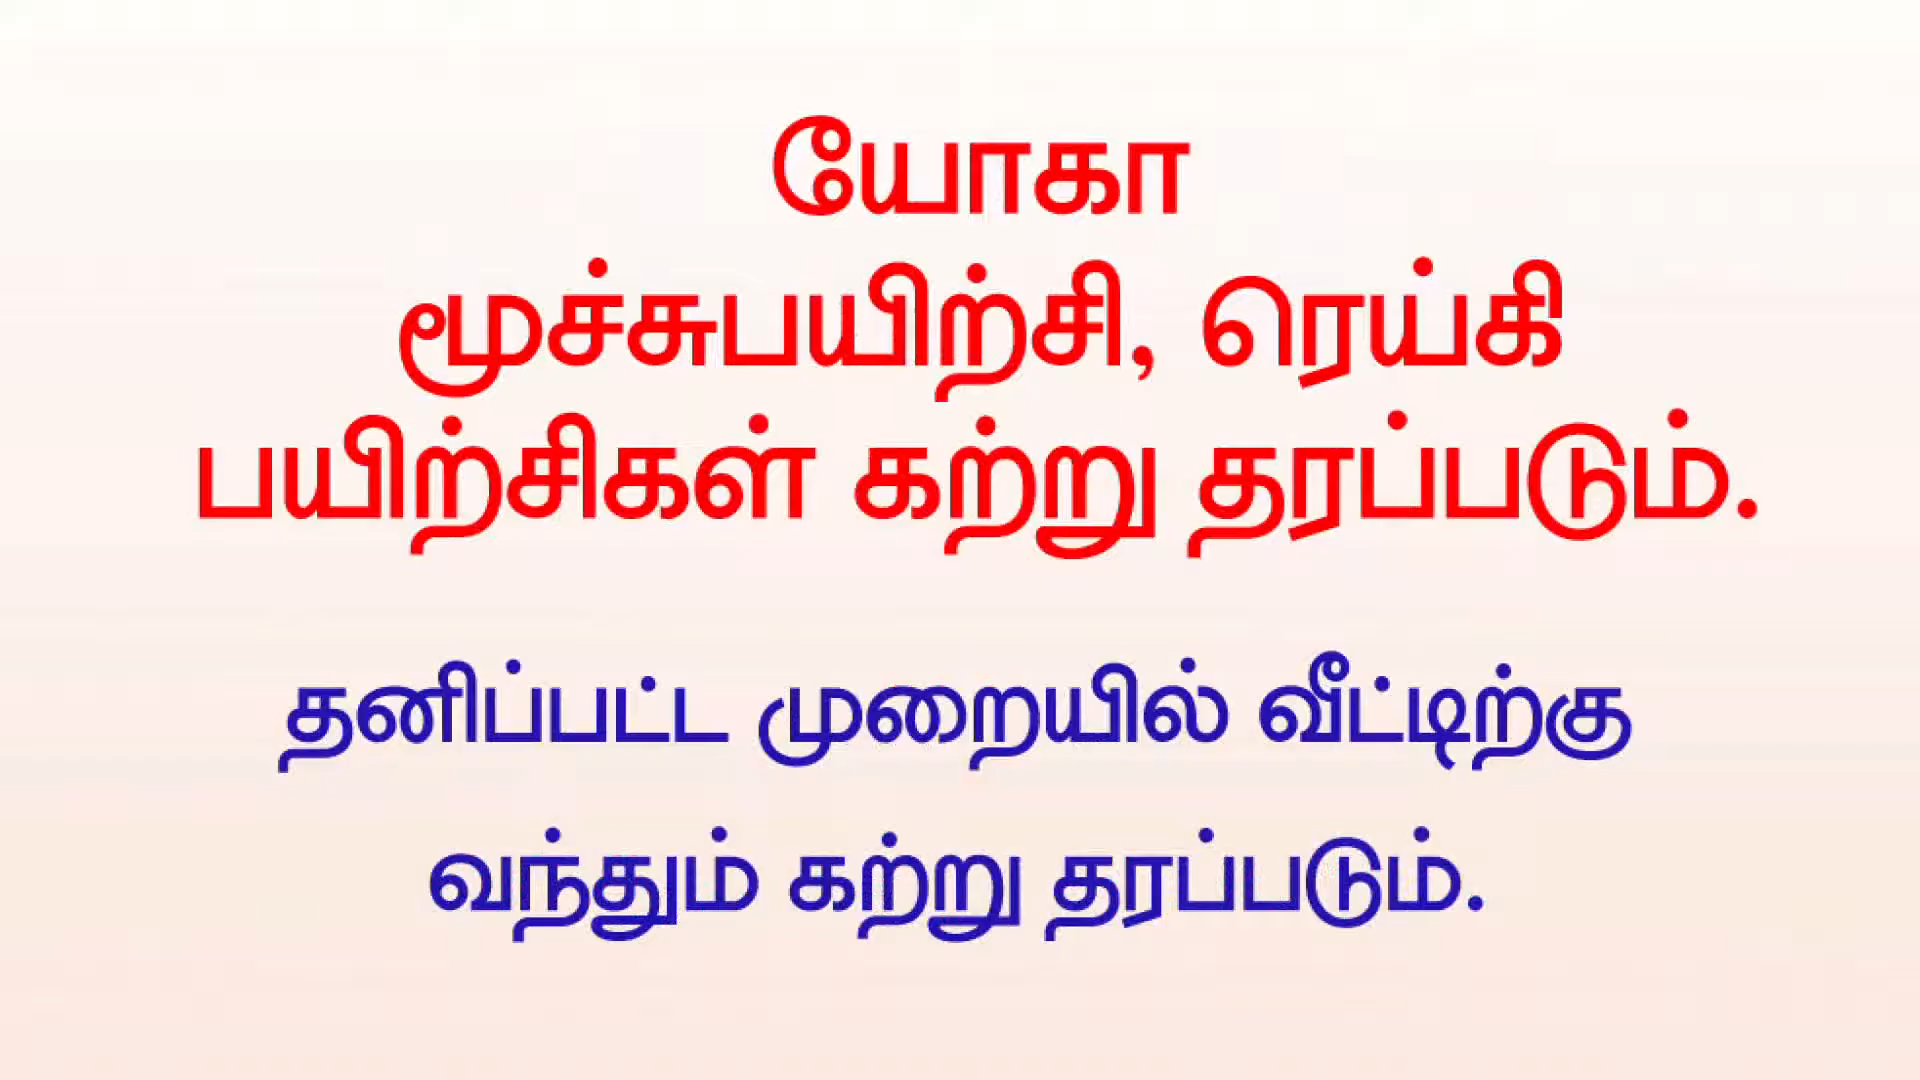 யோகா
மூச்சுபயிற்சி, ரெய்கி
பயிற்சிகள் கற்று தரப்படும்.
தனிப்பட்ட முறையில் வீட்டிற்கு
வந்தும் கற்று தரப்படும்.